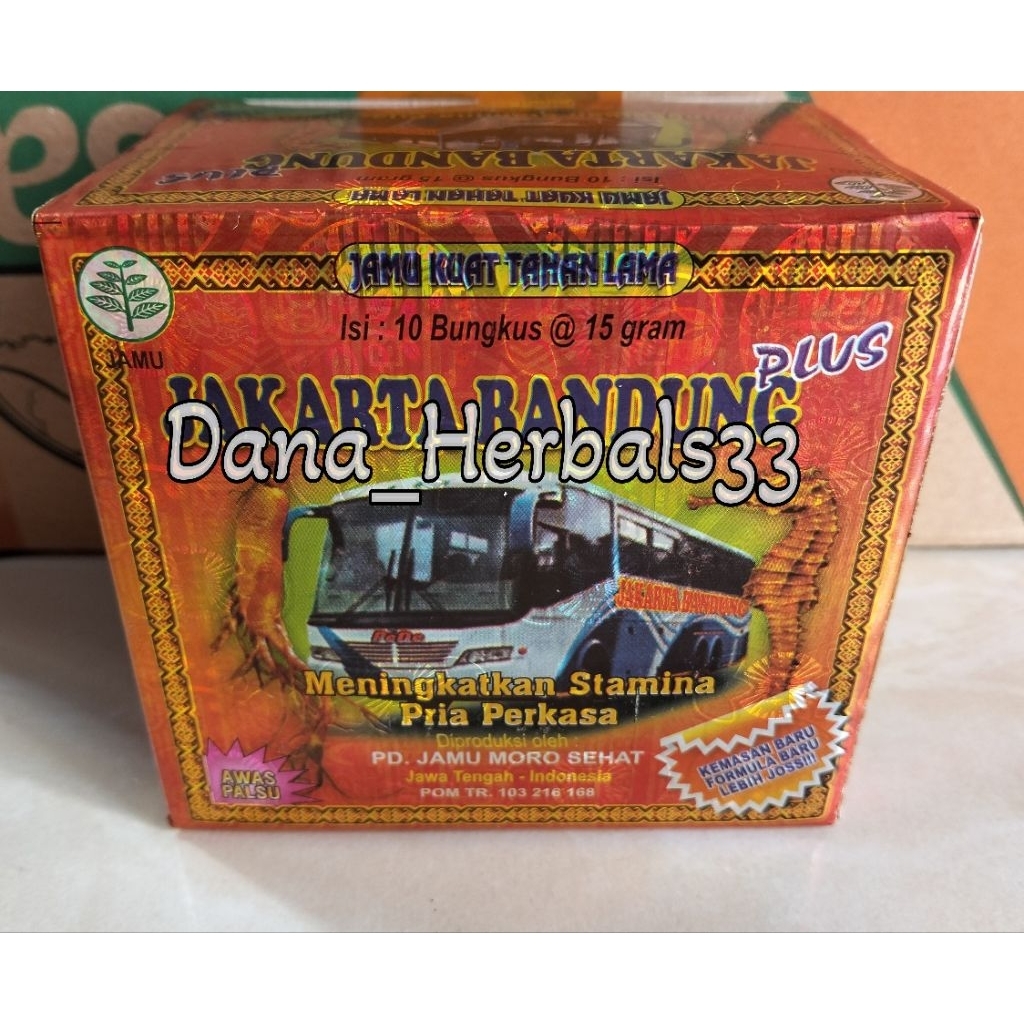 JAKARTA BANDUNG
PLUS
Isi : 10 Bungkus @ 15 gram
JAMU KUAT TAHAN LAMA
JAMU KUAT TAHAN LAMA
Isi : 10 Bungkus @ 15 gram
JAMU
PLUS
JAKARTA BANDUNG
Dana_Herbals33
JAKARTA BANDUNG
Meningkatkan Stamina
Pria Perkasa
Diproduksi oleh :
PD. JAMU MORO SEHAT
Jawa Tengah - Indonesia
POM TR. 103 216 168
AWAS
PALSU
KEMASAN BARU
FORMULA BARU
LEBIH JOSS!!!